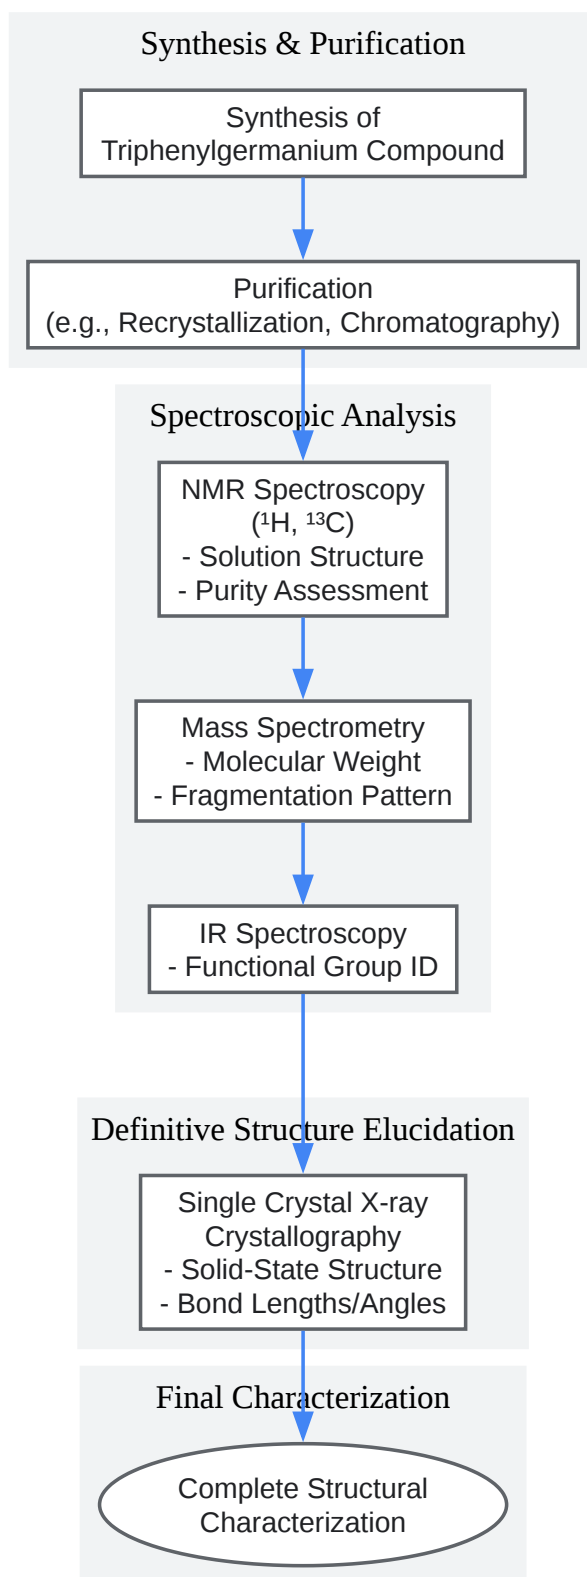 Synthesis & Purification
Synthesis of
Triphenylgermanium Compound
Purification
(e.g., Recrystallization, Chromatography)
Spectroscopic Analysis
NMR Spectroscopy
(¹H, ¹³C)
- Solution Structure
- Purity Assessment
Mass Spectrometry
- Molecular Weight
- Fragmentation Pattern
IR Spectroscopy
- Functional Group ID
Definitive Structure Elucidation
Single Crystal X-ray
Crystallography
- Solid-State Structure
- Bond Lengths/Angles
Final Characterization
Complete Structural
Characterization